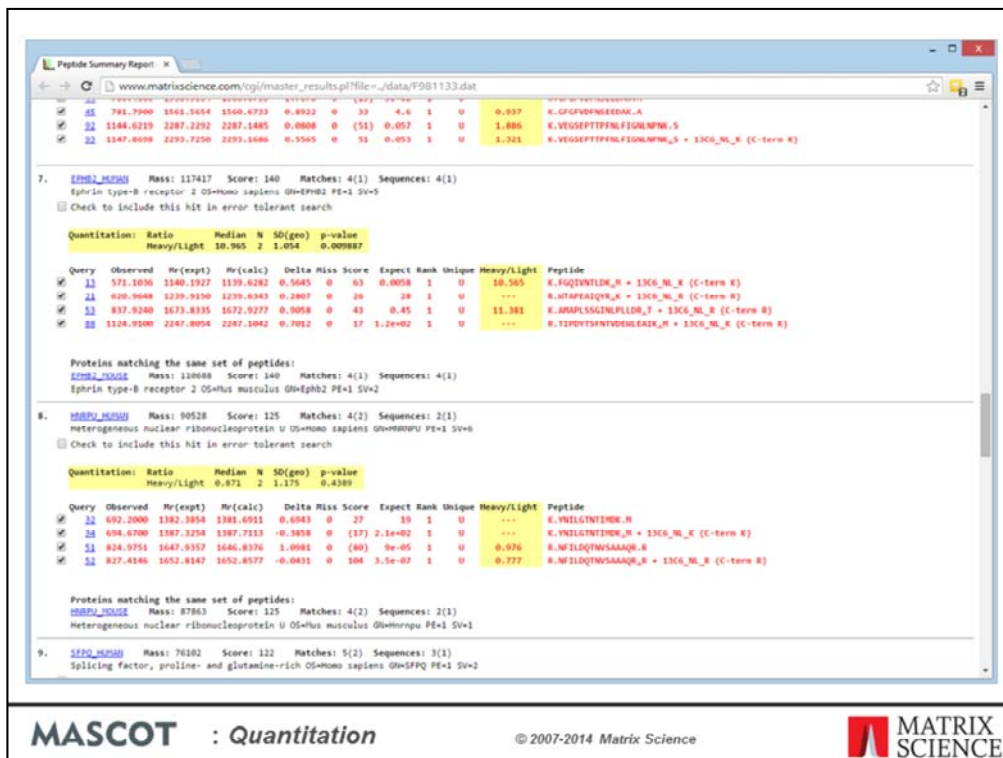 Peptide Summary Report
www.matrixscience.com/cgi/master_results.pl?file=../data/F981133.dat
45 781.7900 1561.5654 1560.6733 0.8922 0 33 4.6 1 U 0.937 K.GFGFVDFNSEEDAK.A
92 1144.6219 2287.2292 2287.1485 0.0808 0 (51) 0.057 1 U 1.886 K.VEGSEPTTPFNLFIGNLNPNK.S
93 1147.8698 2293.7250 2293.1686 0.5565 0 51 0.053 1 U 1.321 K.VEGSEPTTPFNLFIGNLNPNK.S + 13C6_NL_K (C-term K)
7. EPHB2_HUMAN Mass: 117417 Score: 140 Matches: 4(1) Sequences: 4(1)
Ephrin type-B receptor 2 OS=Homo sapiens GN=EPHB2 PE=1 SV=5
Check to include this hit in error tolerant search
Quantitation: Ratio Median N SD(geo) p-value
Heavy/Light 10.965 2 1.054 0.009887
Query Observed Mr(expt) Mr(calc) Delta Miss Score Expect Rank Unique Heavy/Light Peptide
13 571.1036 1140.1927 1139.6282 0.5645 0 63 0.0058 1 U 10.565 K.FGQIVNTLDK.M + 13C6_NL_K (C-term K)
21 620.9648 1239.9150 1239.6343 0.2807 0 26 28 1 U --- R.WTAPEAIQYR.K + 13C6_NL_R (C-term R)
53 837.9240 1673.8335 1672.9277 0.9058 0 43 0.45 1 U 11.381 K.AMAPLSSGINLPLLDR.T + 13C6_NL_R (C-term R)
88 1124.9100 2247.8054 2247.1042 0.7012 0 17 1.2e+02 1 U --- R.TIPDYTSFNTVDEWLEAIK.M + 13C6_NL_K (C-term K)
Proteins matching the same set of peptides:
EPHB2_MOUSE Mass: 110688 Score: 140 Matches: 4(1) Sequences: 4(1)
Ephrin type-B receptor 2 OS=Mus musculus GN=Ephb2 PE=1 SV=2
8. HNRPU_HUMAN Mass: 90528 Score: 125 Matches: 4(2) Sequences: 2(1)
Heterogeneous nuclear ribonucleoprotein U OS=Homo sapiens GN=HNRNPU PE=1 SV=6
Check to include this hit in error tolerant search
Quantitation: Ratio Median N SD(geo) p-value
Heavy/Light 0.871 2 1.175 0.4389
Query Observed Mr(expt) Mr(calc) Delta Miss Score Expect Rank Unique Heavy/Light Peptide
32 692.2000 1382.3854 1381.6911 0.6943 0 27 19 1 U --- K.YNILGTNTIMDK.M
34 694.6700 1387.3254 1387.7113 -0.3858 0 (17) 2.1e+02 1 U --- K.YNILGTNTIMDK.M + 13C6_NL_K (C-term K)
51 824.9751 1647.9357 1646.8376 1.0981 0 (80) 9e-05 1 U 0.976 R.NFILDQTNVSAAAQR.R
52 827.4146 1652.8147 1652.8577 -0.0431 0 104 3.5e-07 1 U 0.777 R.NFILDQTNVSAAAQR.R + 13C6_NL_R (C-term R)
Proteins matching the same set of peptides:
HNRPU_MOUSE Mass: 87863 Score: 125 Matches: 4(2) Sequences: 2(1)
Heterogeneous nuclear ribonucleoprotein U OS=Mus musculus GN=Hnrnpu PE=1 SV=1
9. SFPQ_HUMAN Mass: 76102 Score: 122 Matches: 5(2) Sequences: 3(1)
Splicing factor, proline- and glutamine-rich OS=Homo sapiens GN=SFPQ PE=1 SV=2
MASCOT : Quantitation © 2007-2014 Matrix Science MATRIX SCIENCE